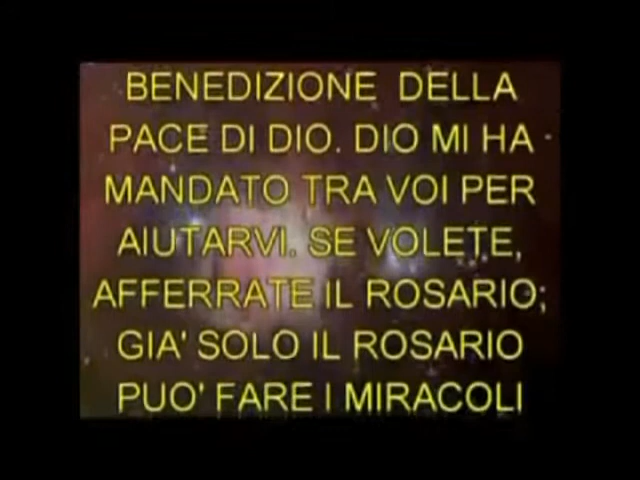 BENEDIZIONE DELLA
PACE DI DIO. DIO MI HA
MANDATO TRA VOI PER
AIUTARVI. SE VOLETE,
AFFERRATE IL ROSARIO;
GIA' SOLO IL ROSARIO
PUO' FARE I MIRACOLI